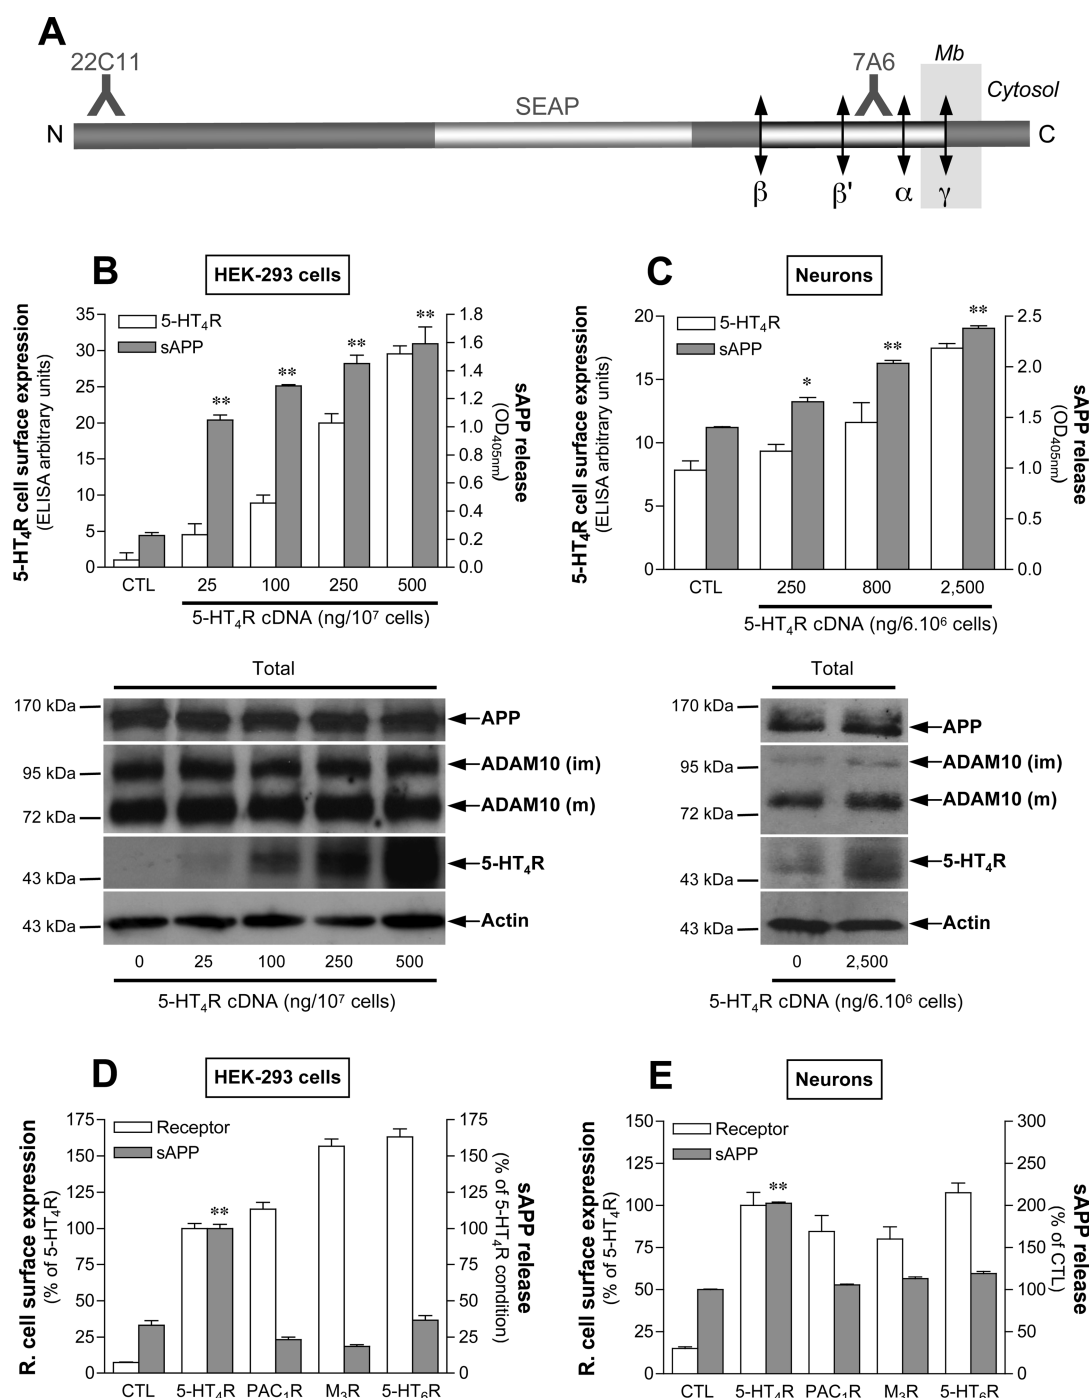 A
22C11
7A6
Mb
Cytosol
SEAP
N
C
β
β'
α
γ
B
HEK-293 cells
5-HT4R cell surface expression
(ELISA arbitrary units)
35
30
25
20
15
10
5
0
5-HT4R
sAPP
**
**
**
**
1.8
1.6
1.4
1.2
1.0
0.8
0.6
0.4
0.2
0.0
sAPP release
(OD405nm)
CTL 25 100 250 500
5-HT4R cDNA (ng/10⁷ cells)
C
Neurons
5-HT4R cell surface expression
(ELISA arbitrary units)
20
15
10
5
0
5-HT4R
sAPP
*
**
**
2.5
2.0
1.5
1.0
0.5
0.0
sAPP release
(OD405nm)
CTL 250 800 2,500
5-HT4R cDNA (ng/6.10⁶ cells)
Total
170 kDa
APP
95 kDa
ADAM10 (im)
72 kDa
ADAM10 (m)
43 kDa
5-HT4R
43 kDa
Actin
0 25 100 250 500
5-HT4R cDNA (ng/10⁷ cells)
Total
170 kDa
APP
95 kDa
ADAM10 (im)
72 kDa
ADAM10 (m)
43 kDa
5-HT4R
43 kDa
Actin
0 2,500
5-HT4R cDNA (ng/6.10⁶ cells)
D
HEK-293 cells
R. cell surface expression
(% of 5-HT4R)
175
150
125
100
75
50
25
0
Receptor
sAPP
**
175
150
125
100
75
50
25
0
sAPP release
(% of 5-HT4R condition)
CTL 5-HT4R PAC1R M3R 5-HT6R
E
Neurons
R. cell surface expression
(% of 5-HT4R)
150
125
100
75
50
25
0
Receptor
sAPP
**
300
250
200
150
100
50
0
sAPP release
(% of CTL)
CTL 5-HT4R PAC1R M3R 5-HT6R